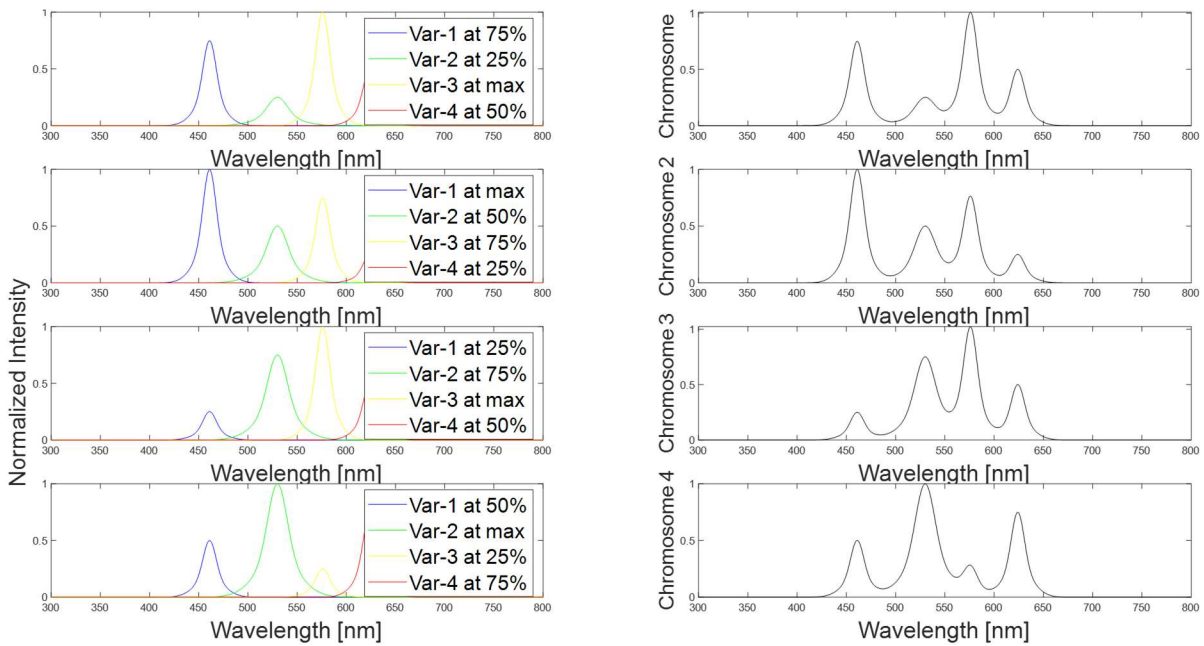 Normalized Intensity
1
0.5
0
300 350 400 450 500 550 600 650 700 750 800
Wavelength [nm]
Var-1 at 75%
Var-2 at 25%
Var-3 at max
Var-4 at 50%
1
0.5
0
300 350 400 450 500 550 600 650 700 750 800
Wavelength [nm]
Var-1 at max
Var-2 at 50%
Var-3 at 75%
Var-4 at 25%
1
0.5
0
300 350 400 450 500 550 600 650 700 750 800
Wavelength [nm]
Var-1 at 25%
Var-2 at 75%
Var-3 at max
Var-4 at 50%
1
0.5
0
300 350 400 450 500 550 600 650 700 750 800
Wavelength [nm]
Var-1 at 50%
Var-2 at max
Var-3 at 25%
Var-4 at 75%
Chromosome
1
0.5
0
300 350 400 450 500 550 600 650 700 750 800
Wavelength [nm]
Chromosome 2
1
0.5
0
300 350 400 450 500 550 600 650 700 750 800
Wavelength [nm]
Chromosome 3
1
0.5
0
300 350 400 450 500 550 600 650 700 750 800
Wavelength [nm]
Chromosome 4
1
0.5
0
300 350 400 450 500 550 600 650 700 750 800
Wavelength [nm]